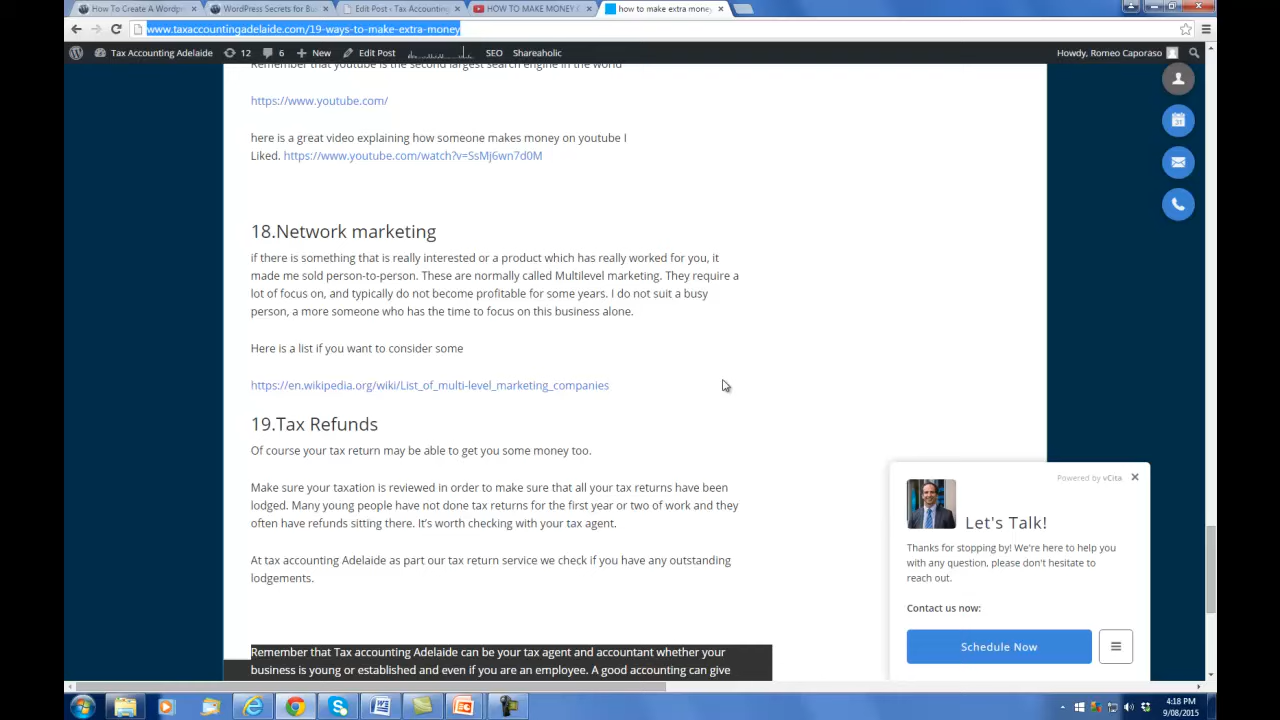 How To Create A Wordpr
WordPress Secrets for Bu
Edit Post ‹ Tax Accounting
HOW TO MAKE MONEY
how to make extra mone
www.taxaccountingadelaide.com/19-ways-to-make-extra-money
Tax Accounting Adelaide
12
6
New
Edit Post
SEO
Shareaholic
Howdy, Romeo Caporaso
Remember that youtube is the second largest search engine in the world
https://www.youtube.com/
here is a great video explaining how someone makes money on youtube I
Liked. https://www.youtube.com/watch?v=SsMj6wn7d0M
18.Network marketing
if there is something that is really interested or a product which has really worked for you, it
made me sold person-to-person. These are normally called Multilevel marketing. They require a
lot of focus on, and typically do not become profitable for some years. I do not suit a busy
person, a more someone who has the time to focus on this business alone.
Here is a list if you want to consider some
https://en.wikipedia.org/wiki/List_of_multi-level_marketing_companies
19.Tax Refunds
Of course your tax return may be able to get you some money too.
Make sure your taxation is reviewed in order to make sure that all your tax returns have been
lodged. Many young people have not done tax returns for the first year or two of work and they
often have refunds sitting there. It's worth checking with your tax agent.
At tax accounting Adelaide as part our tax return service we check if you have any outstanding
lodgements.
Remember that Tax accounting Adelaide can be your tax agent and accountant whether your
business is young or established and even if you are an employee. A good accounting can give
31
Powered by vCita
Let's Talk!
Thanks for stopping by! We're here to help you
with any question, please don't hesitate to
reach out.
Contact us now:
Schedule Now
4:18 PM
9/08/2015